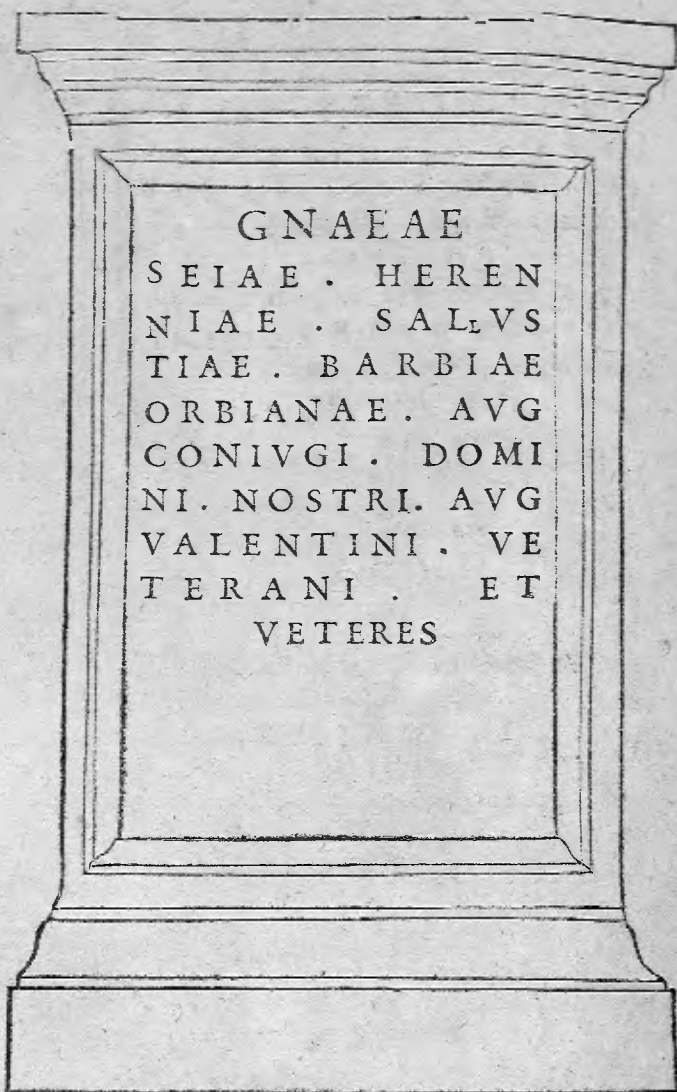 GNAEAE
SEIAE . HEREN
NIAE . SALLVS
TIAE . BARBIAE
ORBIANAE . AVG
CONIVGI . DOMI
NI . NOSTRI . AVG
VALENTINI . VE
TERANI . ET
VETERES